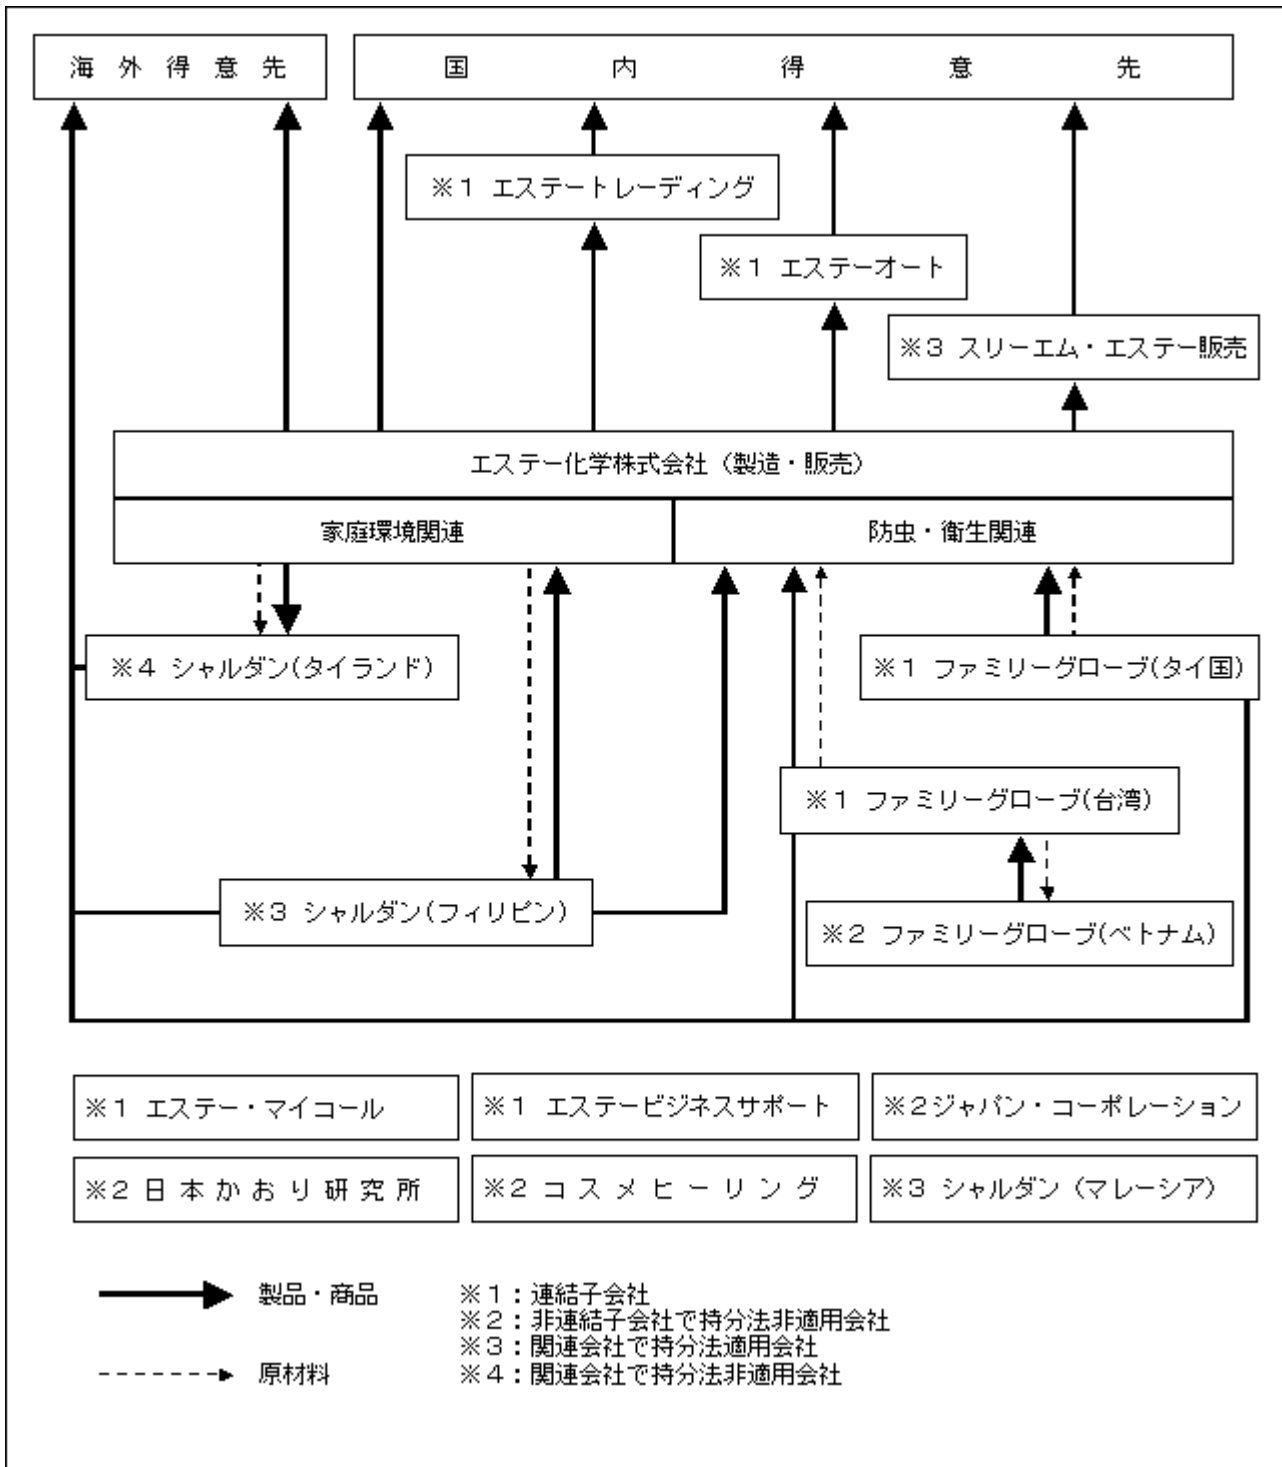 海外得意先
国内得意先
※１ エステートレーディング
※１ エステーオート
※３ スリーエム・エステー販売
エステー化学株式会社（製造・販売）
家庭環境関連
防虫・衛生関連
※４ シャルダン(タイランド)
※１ ファミリーグローブ(タイ国)
※１ ファミリーグローブ(台湾)
※３ シャルダン(フィリピン)
※２ ファミリーグローブ(ベトナム)
※１ エステー・マイコール
※１ エステービジネスサポート
※２ジャパン・コーポレーション
※２日本かおり研究所
※２コスメヒーリング
※３ シャルダン（マレーシア）
製品・商品
※１：連結子会社
※２：非連結子会社で持分法非適用会社
※３：関連会社で持分法適用会社
原材料
※４：関連会社で持分法非適用会社